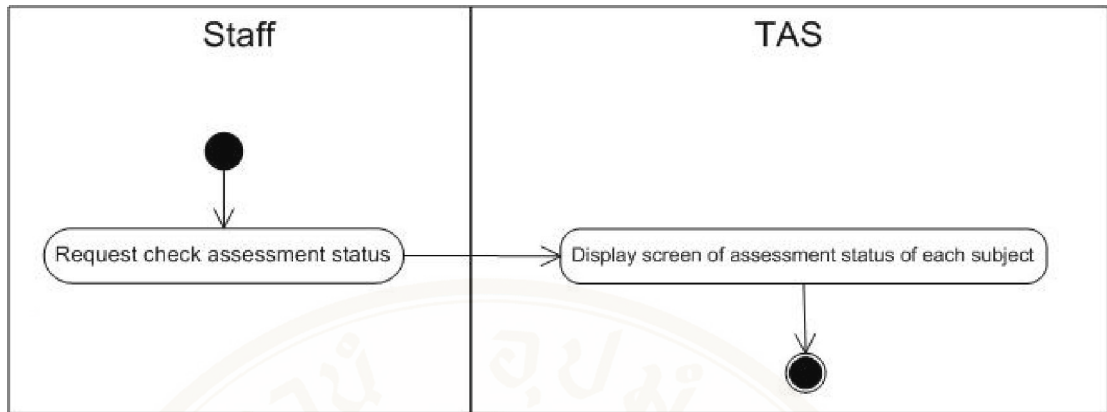 Staff
TAS
Request check assessment status
Display screen of assessment status of each subject